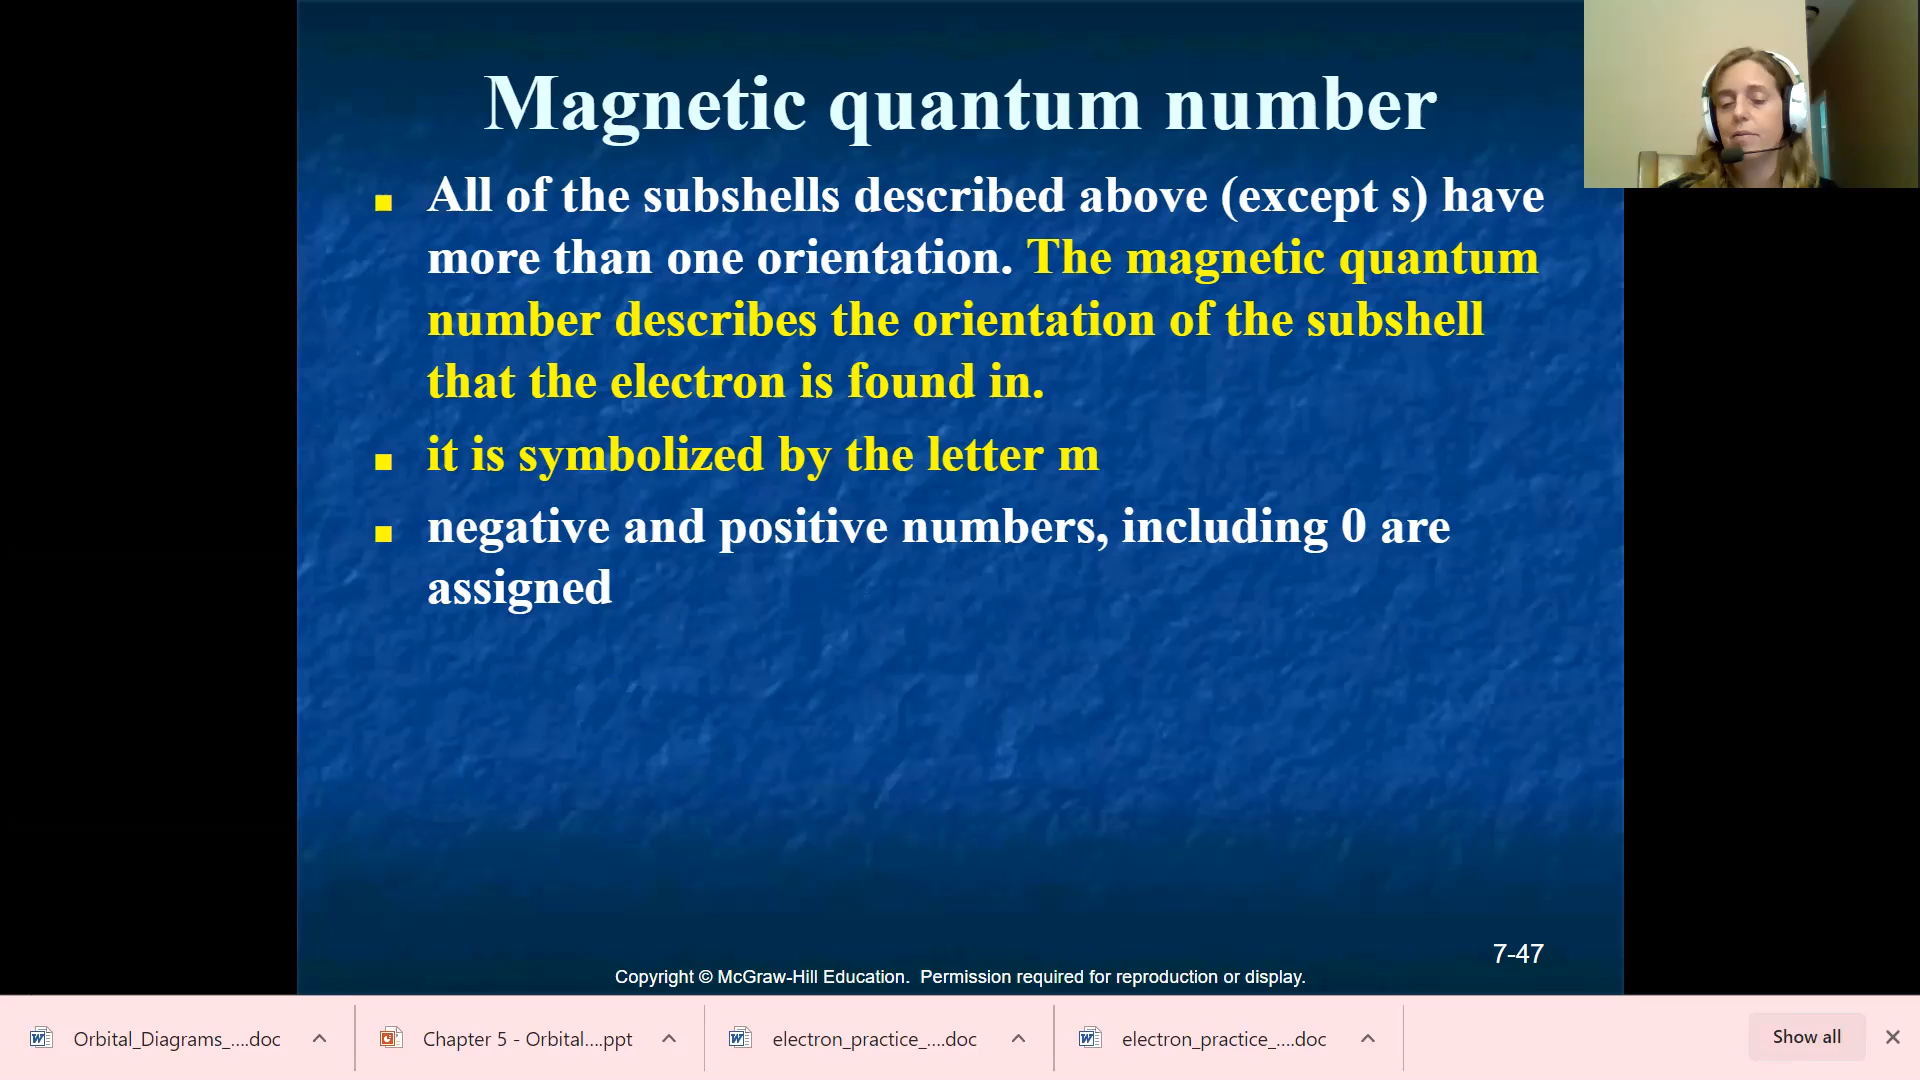 Magnetic quantum number
All of the subshells described above (except s) have
more than one orientation. The magnetic quantum
number describes the orientation of the subshell
that the electron is found in.
it is symbolized by the letter m
negative and positive numbers, including 0 are
assigned
7-47
Copyright © McGraw-Hill Education. Permission required for reproduction or display.
Orbital_Diagrams_....doc
Chapter 5 - Orbital....ppt
electron_practice_....doc
electron_practice_....doc
Show all